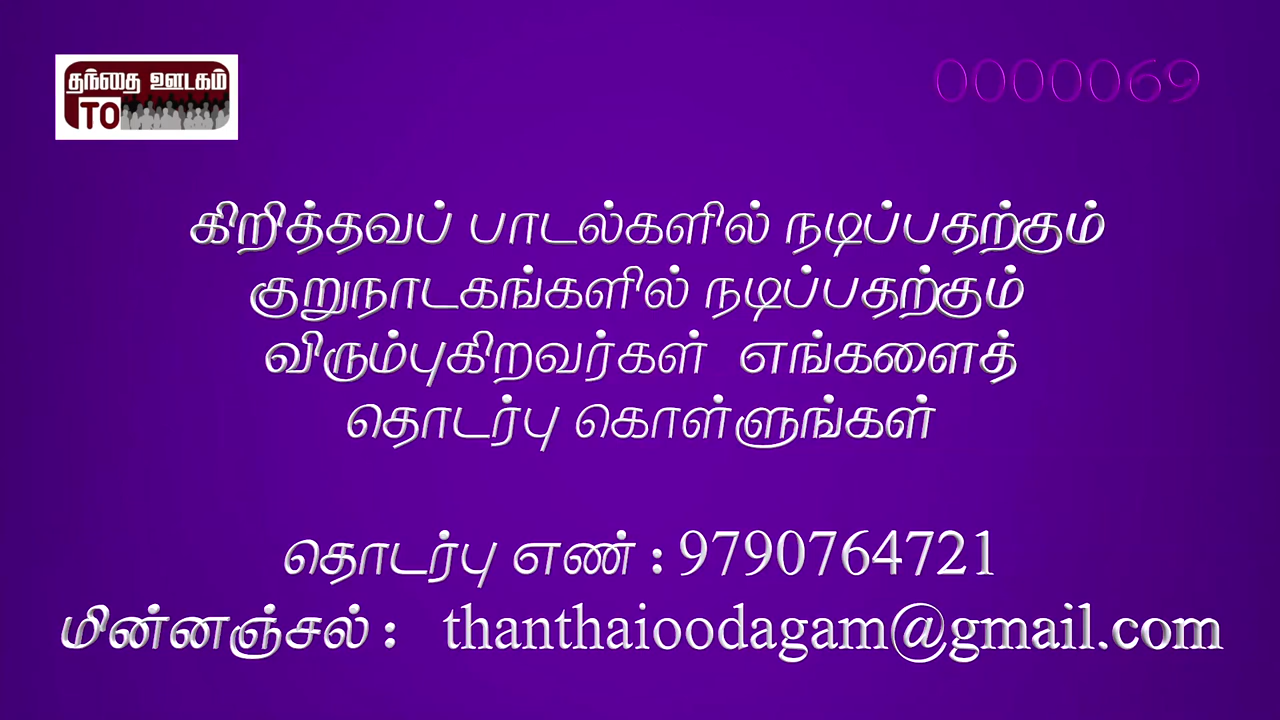 தந்தை ஊடகம்
TO
0000069
கிறித்தவப் பாடல்களில் நடிப்பதற்கும்
குறுநாடகங்களில் நடிப்பதற்கும்
விரும்புகிறவர்கள் எங்களைத்
தொடர்பு கொள்ளுங்கள்
தொடர்பு எண் : 9790764721
மின்னஞ்சல் : thanthaioodagam@gmail.com